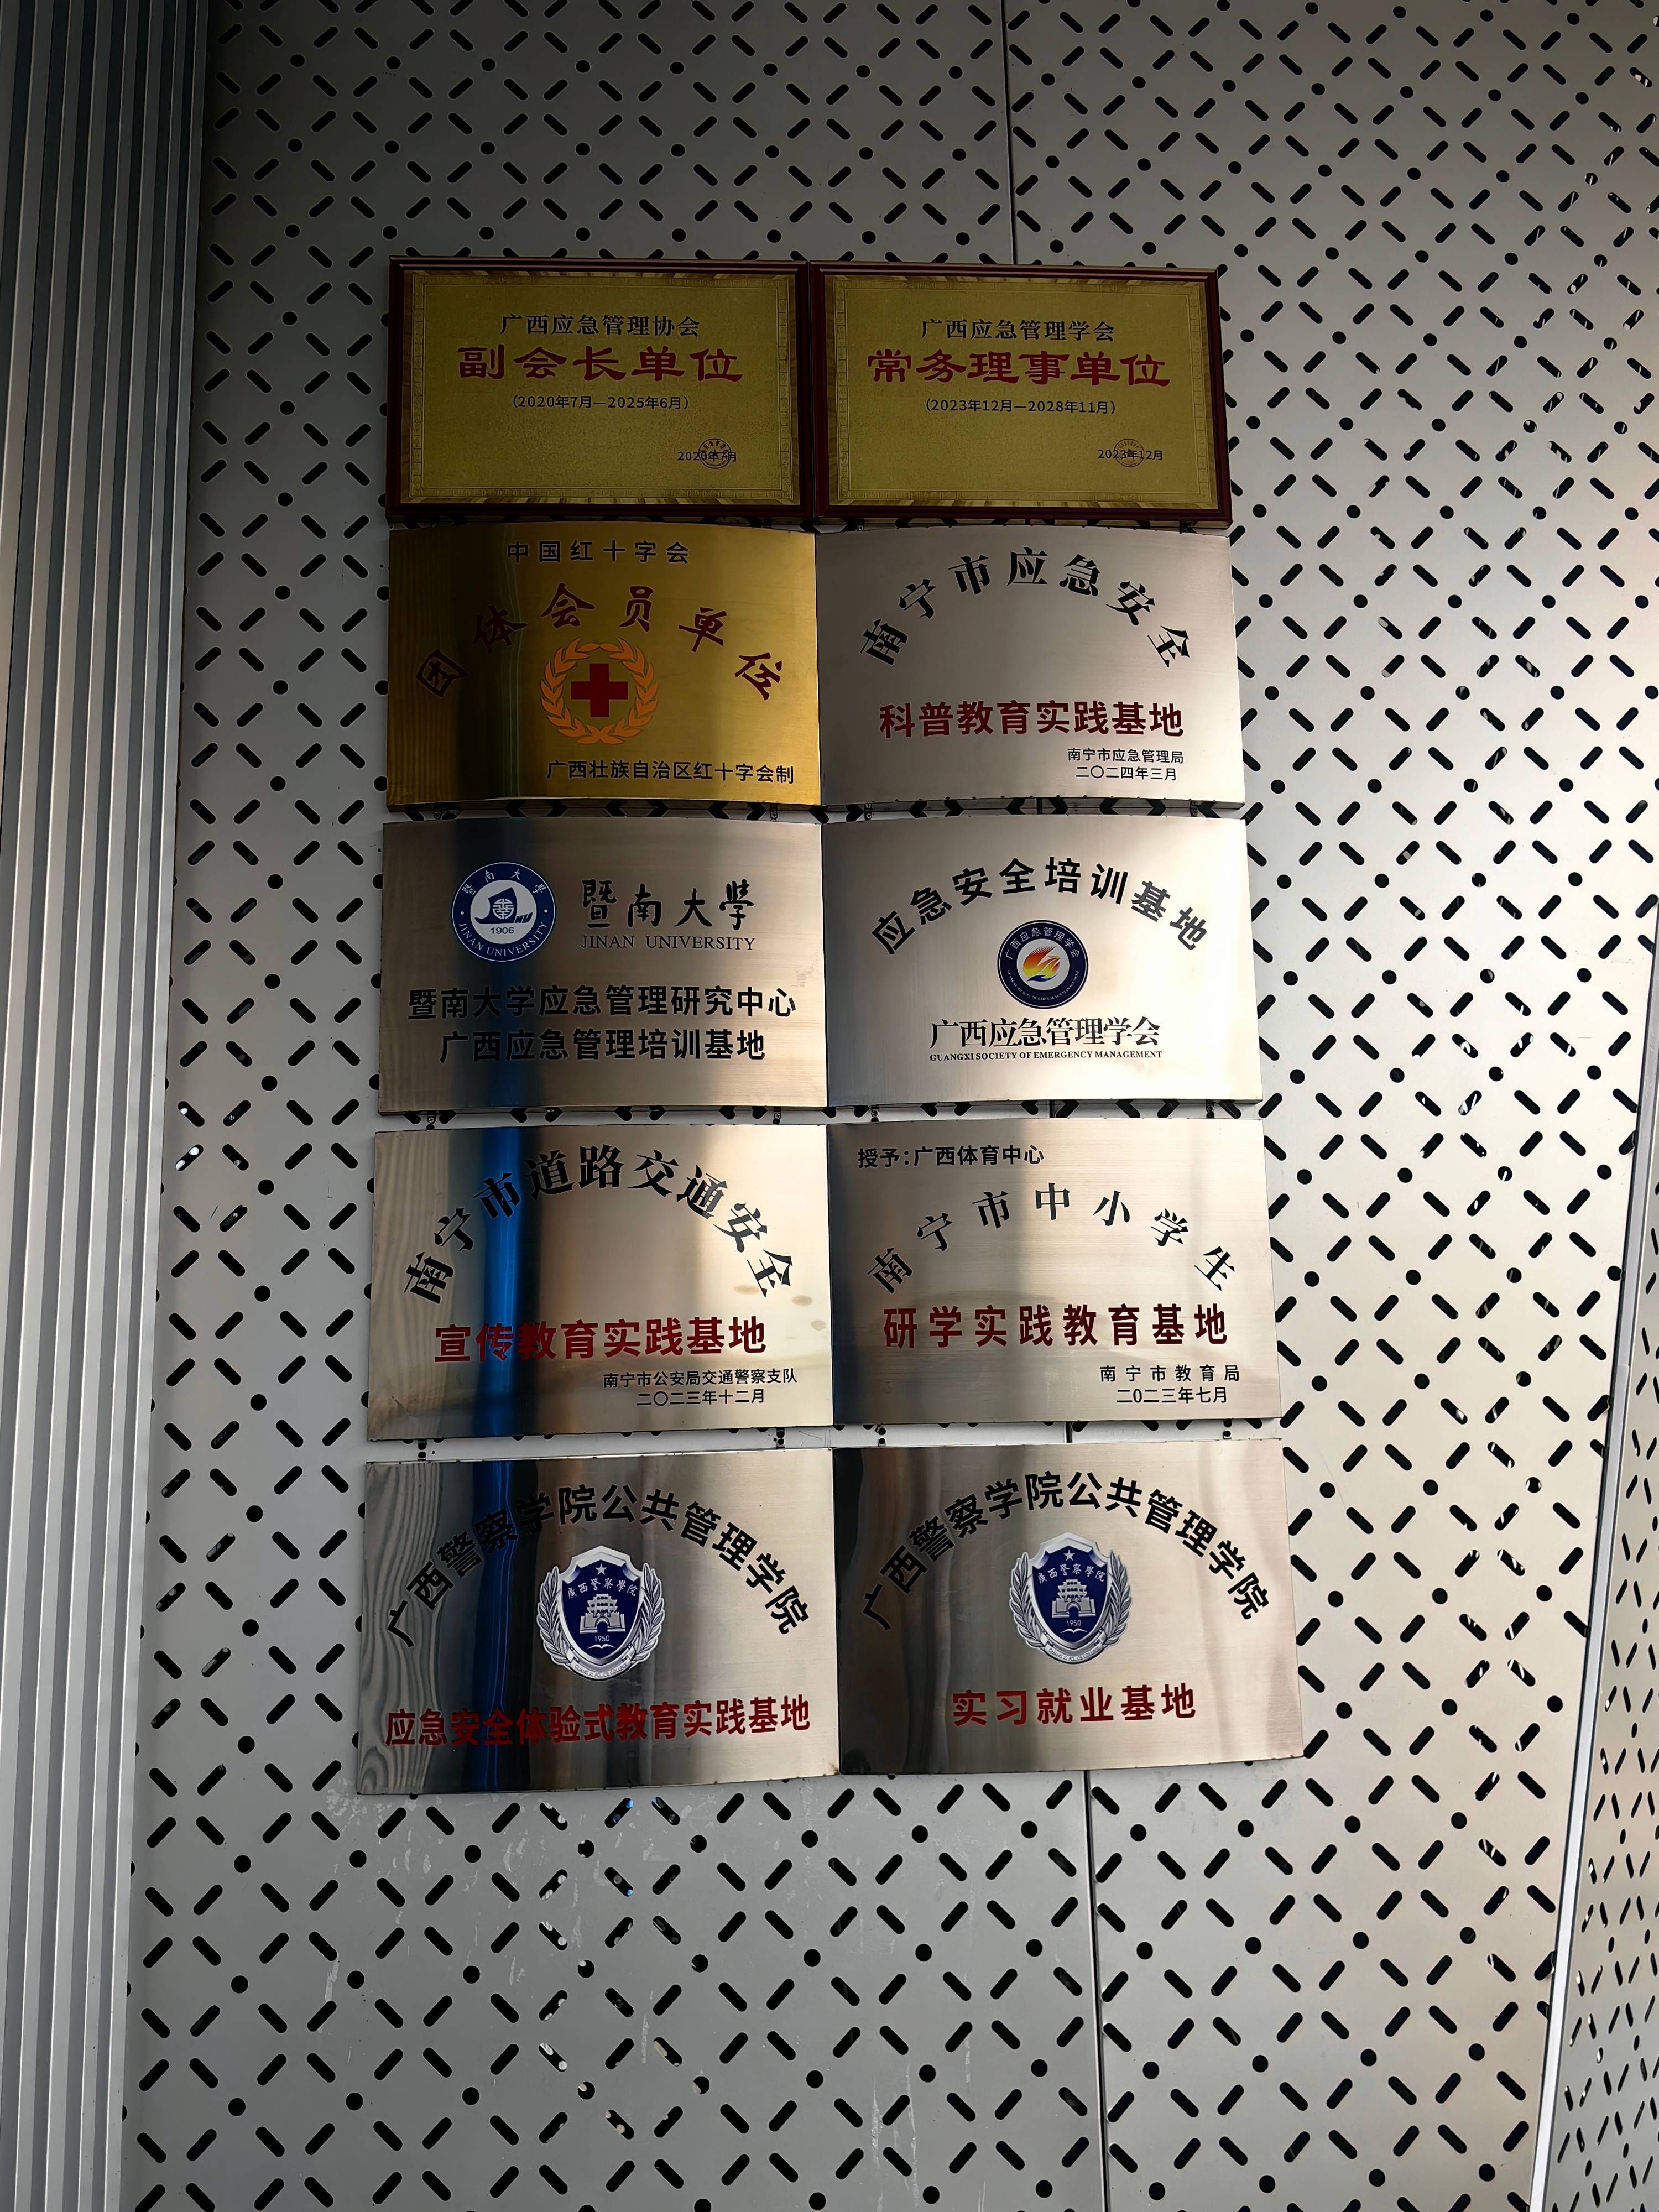 广西应急管理协会
副会长单位
(2020年7月—2025年6月)
2020年7月
广西应急管理学会
常务理事单位
(2023年12月—2028年11月)
2023年12月
中国红十字会
团体会员单位
广西壮族自治区红十字会制
南宁市应急安全
科普教育实践基地
南宁市应急管理局
二〇二四年三月
暨南大学
1906
JINAN UNIVERSITY
暨南大學
JINAN UNIVERSITY
暨南大学应急管理研究中心
广西应急管理培训基地
应急安全培训基地
广西应急管理学会
广西应急管理学会
GUANGXI SOCIETY OF EMERGENCY MANAGEMENT
南宁市道路交通安全
宣传教育实践基地
南宁市公安局交通警察支队
二〇二三年十二月
授予:广西体育中心
南宁市中小学生
研学实践教育基地
南宁市教育局
二0二三年七月
广西警察学院公共管理学院
廣西警察學院
1950
应急安全体验式教育实践基地
广西警察学院公共管理学院
廣西警察學院
1950
实习就业基地